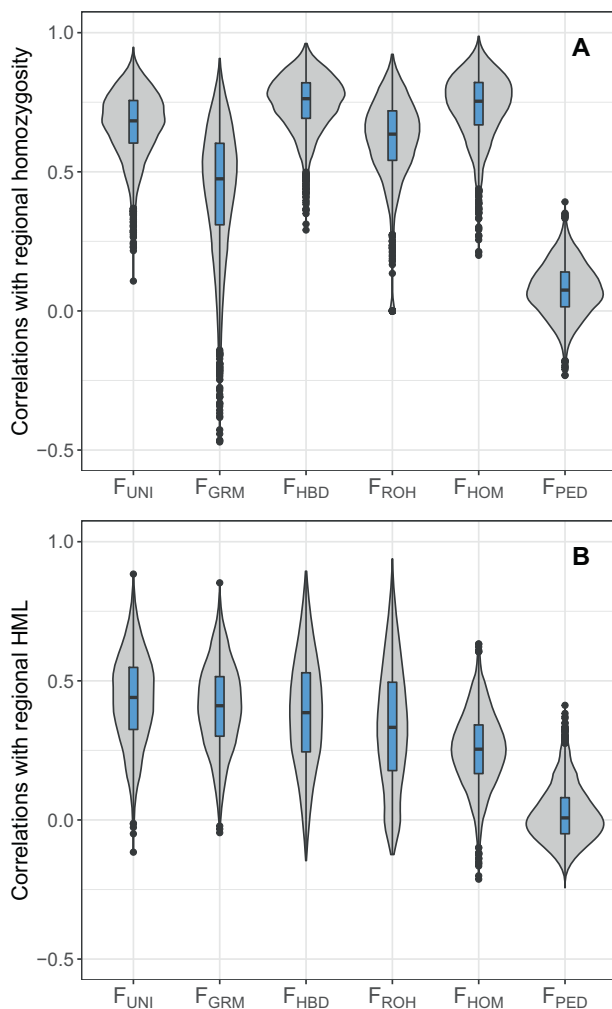 A
Correlations with regional homozygosity
1.0
0.5
0.0
−0.5
F_UNI F_GRM F_HBD F_ROH F_HOM F_PED
B
Correlations with regional HML
1.0
0.5
0.0
−0.5
F_UNI F_GRM F_HBD F_ROH F_HOM F_PED